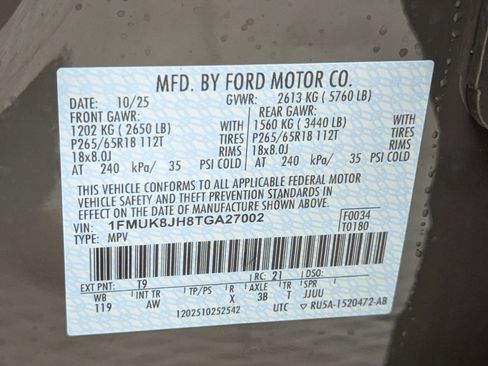 MFD. BY FORD MOTOR CO.
DATE: 10/25 GVWR: 2613 KG ( 5760 LB)
FRONT GAWR: REAR GAWR:
1202 KG ( 2650 LB) 1560 KG ( 3440 LB)
P265/65R18 112T TIRES P265/65R18 112T
18x8.0J RIMS 18x8.0J
AT 240 kPa/ 35 PSI COLD AT 240 kPa/ 35 PSI COLD
THIS VEHICLE CONFORMS TO ALL APPLICABLE FEDERAL MOTOR
VEHICLE SAFETY AND THEFT PREVENTION STANDARDS IN
EFFECT ON THE DATE OF MANUFACTURE SHOWN ABOVE.
VIN: 1FMUK8JH8TGA27002 F0034
TYPE: MPV T0180
EXT PNT: T9 RC: 21 DSO:
WB INT TR TP/PS R AXLE TR SPR
119 AW X 3B T JJUU
1202510252542 UTC RU5A-1520472-AB